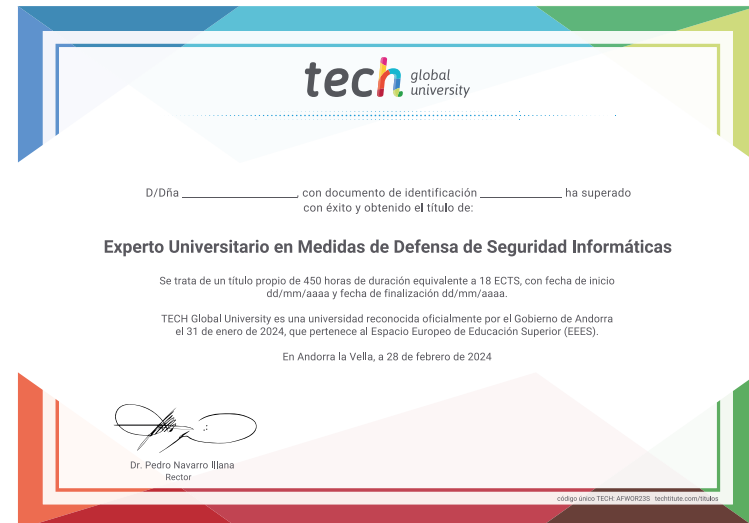 tech global university
D/Dña ____________________, con documento de identificación ______________ ha superado
con éxito y obtenido el título de:
Experto Universitario en Medidas de Defensa de Seguridad Informáticas
Se trata de un título propio de 450 horas de duración equivalente a 18 ECTS, con fecha de inicio
dd/mm/aaaa y fecha de finalización dd/mm/aaaa.
TECH Global University es una universidad reconocida oficialmente por el Gobierno de Andorra
el 31 de enero de 2024, que pertenece al Espacio Europeo de Educación Superior (EEES).
En Andorra la Vella, a 28 de febrero de 2024
Dr. Pedro Navarro Illana
Rector
código único TECH: AFWOR23S techtitute.com/titulos